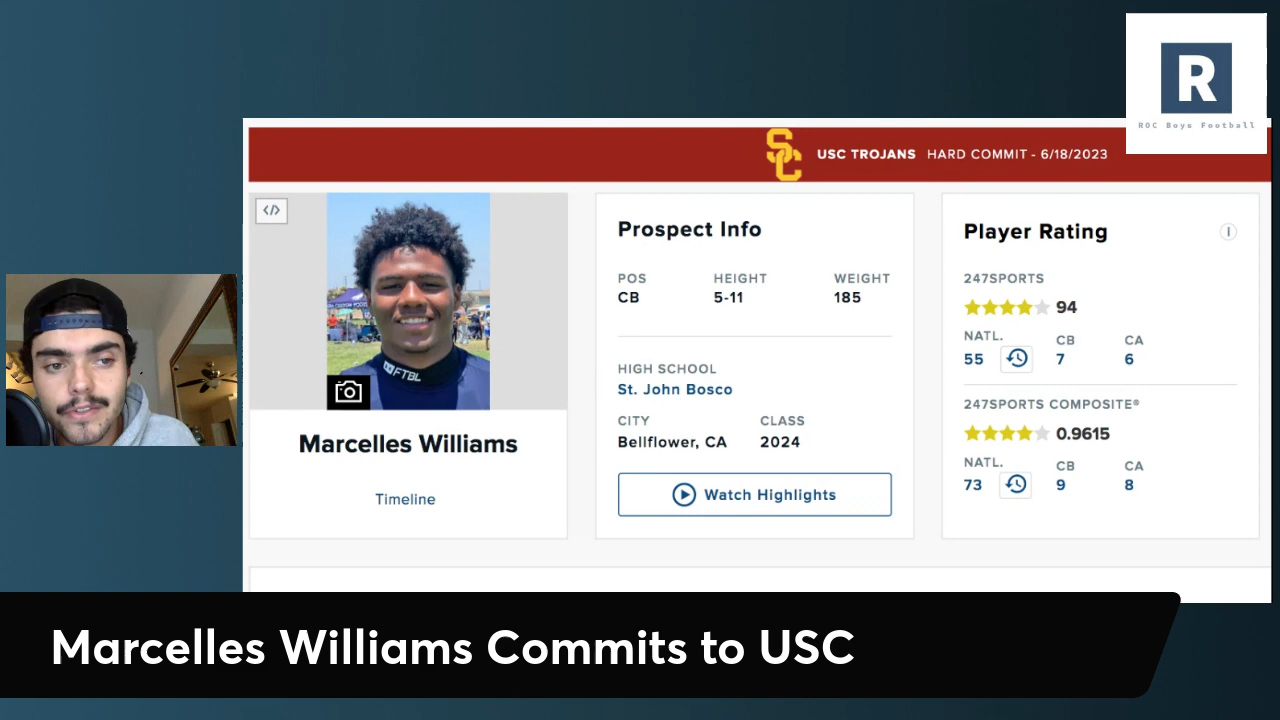 R
ROC Boys Football
SC
USC TROJANS HARD COMMIT - 6/18/2023
</>
FTBL
Marcelles Williams
Timeline
Prospect Info
POS HEIGHT WEIGHT
CB 5-11 185
HIGH SCHOOL
St. John Bosco
CITY CLASS
Bellflower, CA 2024
Watch Highlights
Player Rating i
247SPORTS
94
NATL. CB CA
55 7 6
247SPORTS COMPOSITE®
0.9615
NATL. CB CA
73 9 8
Marcelles Williams Commits to USC